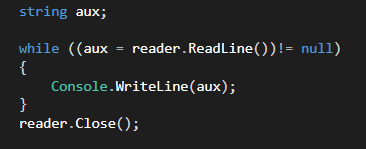 string aux;
while ((aux = reader.ReadLine())!= null)
{
Console.WriteLine(aux);
}
reader.Close();